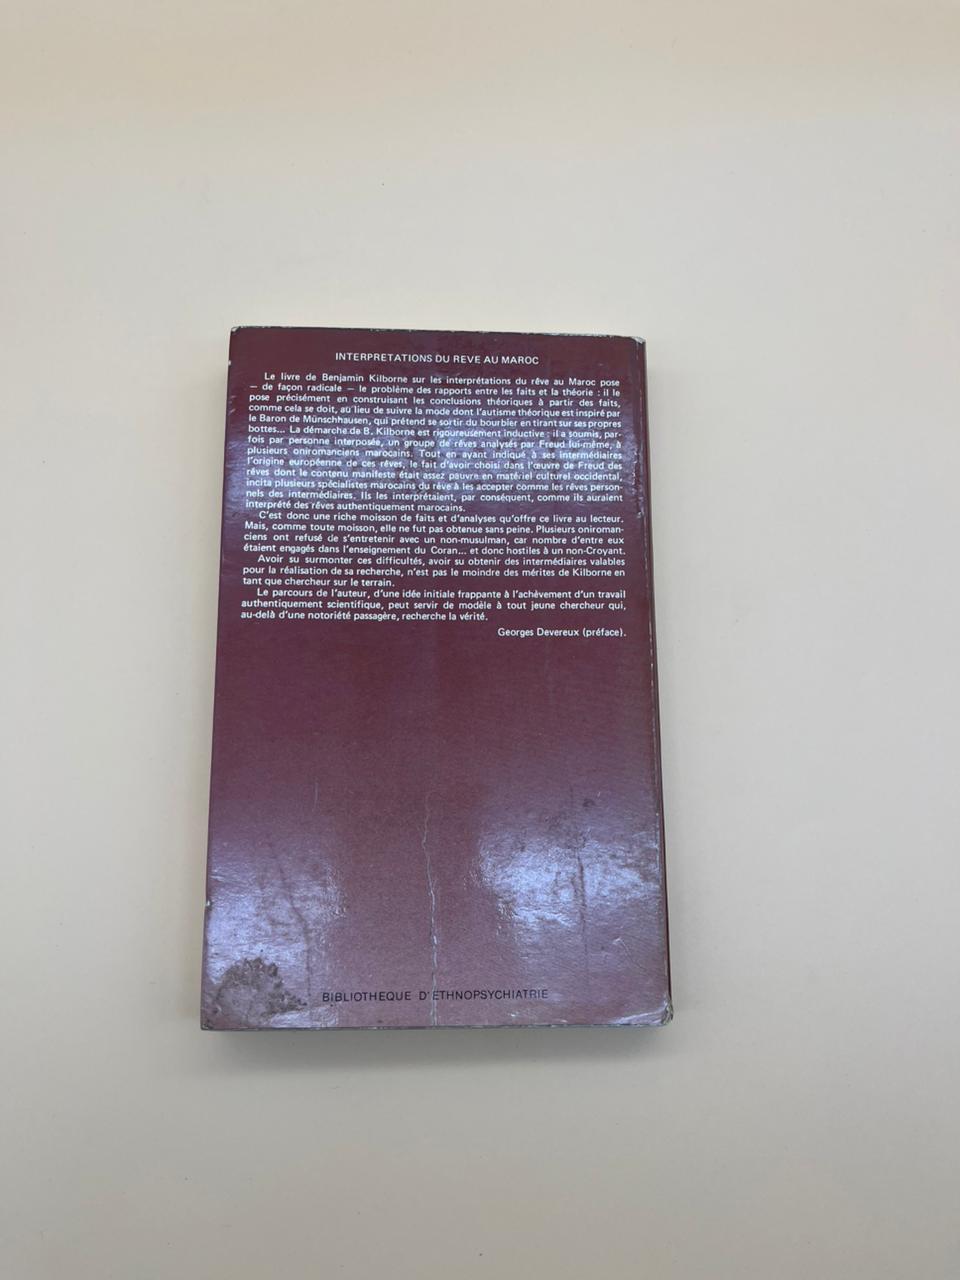 INTERPRETATIONS DU REVE AU MAROC
Le livre de Benjamin Kilborne sur les interprétations du rêve au Maroc pose
— de façon radicale — le problème des rapports entre les faits et la théorie : il le
pose précisément en construisant les conclusions théoriques à partir des faits,
comme cela se doit, au lieu de suivre la mode dont l'autisme théorique est inspiré par
le Baron de Münschhausen, qui prétend se sortir du bourbier en tirant sur ses propres
bottes... La démarche de B. Kilborne est rigoureusement inductive : il a soumis, par-
fois par personne interposée, un groupe de rêves analysés par Freud lui-même, à
plusieurs oniromanciens marocains. Tout en ayant indiqué à ses intermédiaires
l'origine européenne de ces rêves, le fait d'avoir choisi dans l'œuvre de Freud des
rêves dont le contenu manifeste était assez pauvre en matériel culturel occidental,
incita plusieurs spécialistes marocains du rêve à les accepter comme les rêves person-
nels des intermédiaires. Ils les interprétaient, par conséquent, comme ils auraient
interprété des rêves authentiquement marocains.
C'est donc une riche moisson de faits et d'analyses qu'offre ce livre au lecteur.
Mais, comme toute moisson, elle ne fut pas obtenue sans peine. Plusieurs oniroman-
ciens ont refusé de s'entretenir avec un non-musulman, car nombre d'entre eux
étaient engagés dans l'enseignement du Coran... et donc hostiles à un non-Croyant.
Avoir su surmonter ces difficultés, avoir su obtenir des intermédiaires valables
pour la réalisation de sa recherche, n'est pas le moindre des mérites de Kilborne en
tant que chercheur sur le terrain.
Le parcours de l'auteur, d'une idée initiale frappante à l'achèvement d'un travail
authentiquement scientifique, peut servir de modèle à tout jeune chercheur qui,
au-delà d'une notoriété passagère, recherche la vérité.
Georges Devereux (préface).
BIBLIOTHEQUE D'ETHNOPSYCHIATRIE